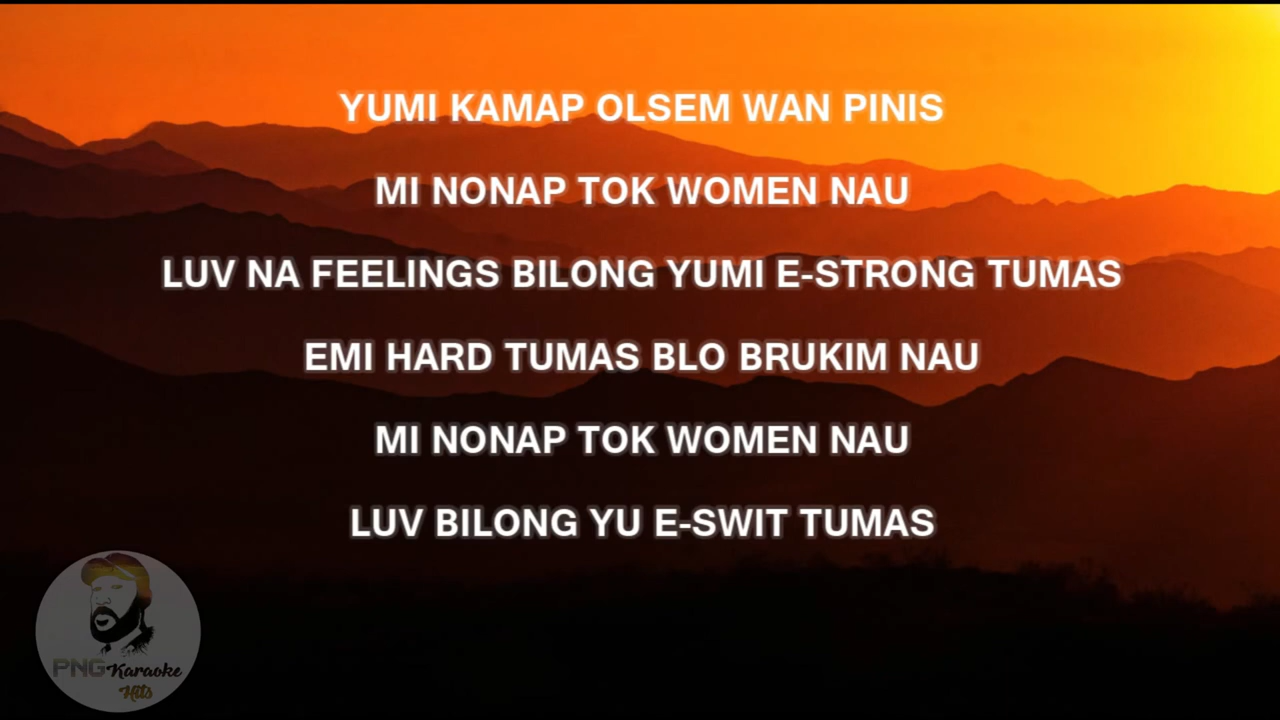 YUMI KAMAP OLSEM WAN PINIS
MI NONAP TOK WOMEN NAU
LUV NA FEELINGS BILONG YUMI E-STRONG TUMAS
EMI HARD TUMAS BLO BRUKIM NAU
MI NONAP TOK WOMEN NAU
LUV BILONG YU E-SWIT TUMAS
PNG Karaoke
Hits